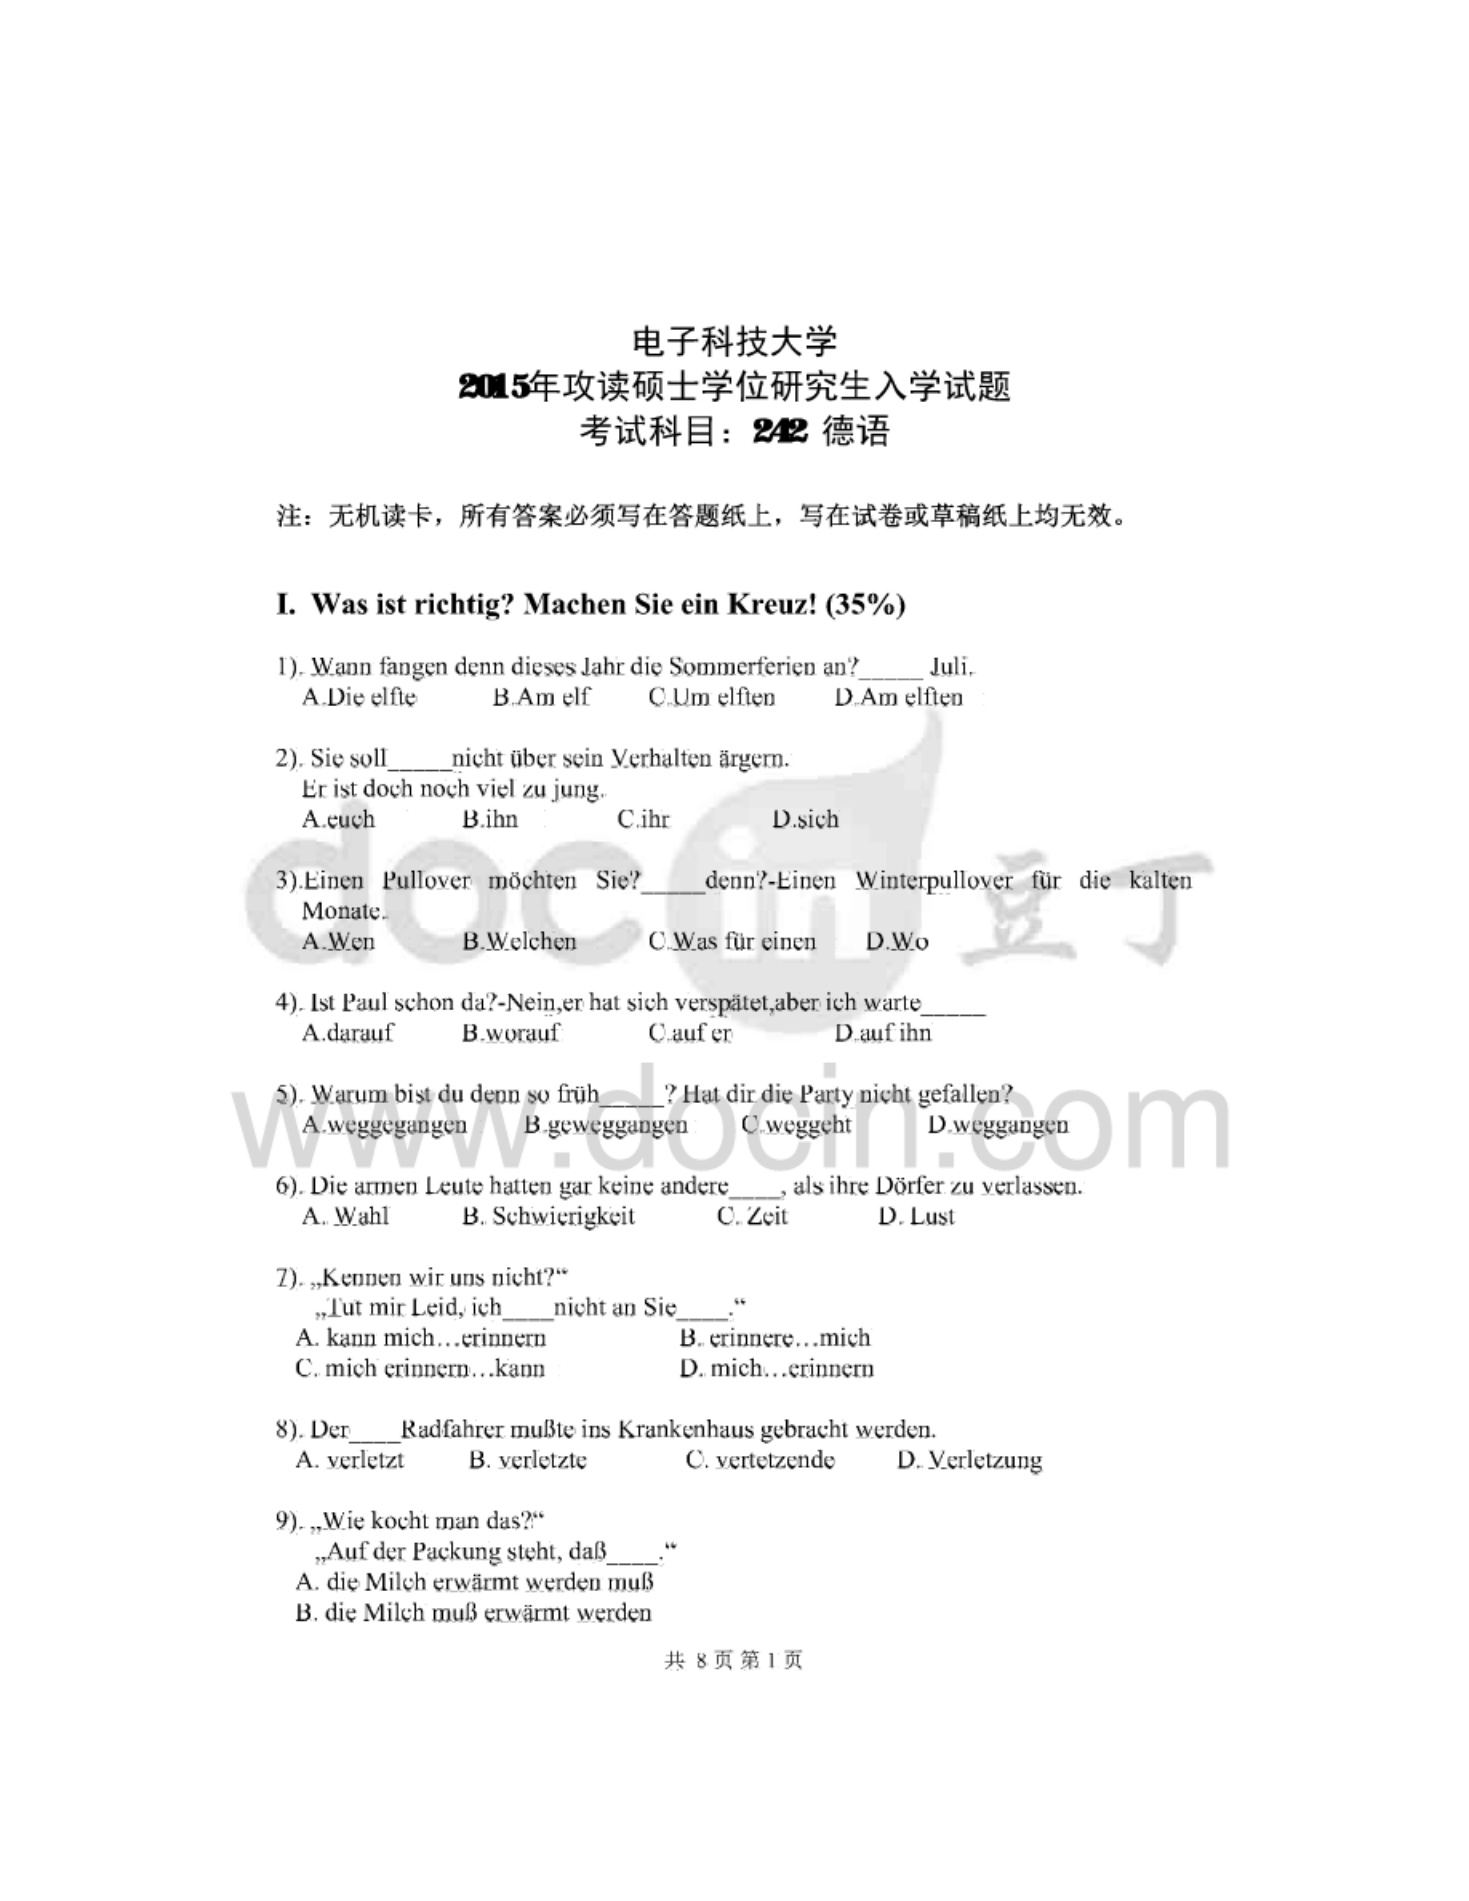 电子科技大学
2015年攻读硕士学位研究生入学试题
考试科目：242 德语
注：无机读卡，所有答案必须写在答题纸上，写在试卷或草稿纸上均无效。
I. Was ist richtig? Machen Sie ein Kreuz! (35%)
1). Wann fangen denn dieses Jahr die Sommerferien an?_____ Juli.
A.Die elfte B.Am elf C.Um elften D.Am elften
2). Sie soll_____nicht über sein Verhalten ärgern.
Er ist doch noch viel zu jung.
A.euch B.ihn C.ihr D.sich
3).Einen Pullover möchten Sie?_____denn?-Einen Winterpullover für die kalten
Monate.
A.Wen B.Welchen C.Was für einen D.Wo
4). Ist Paul schon da?-Nein,er hat sich verspätet,aber ich warte_____
A.darauf B.worauf C.auf er D.auf ihn
5). Warum bist du denn so früh_____? Hat dir die Party nicht gefallen?
A.weggegangen B.geweggangen C.weggeht D.weggangen
6). Die armen Leute hatten gar keine andere____, als ihre Dörfer zu verlassen.
A. Wahl B. Schwierigkeit C. Zeit D. Lust
7). „Kennen wir uns nicht?“
„Tut mir Leid, ich____nicht an Sie____.“
A. kann mich…erinnern B. erinnere…mich
C. mich erinnern…kann D. mich…erinnern
8). Der____Radfahrer mußte ins Krankenhaus gebracht werden.
A. verletzt B. verletzte C. vertetzende D. Verletzung
9). „Wie kocht man das?“
„Auf der Packung steht, daß____.“
A. die Milch erwärmt werden muß
B. die Milch muß erwärmt werden
共 8 页 第 1 页
docin 豆丁
www.docin.com